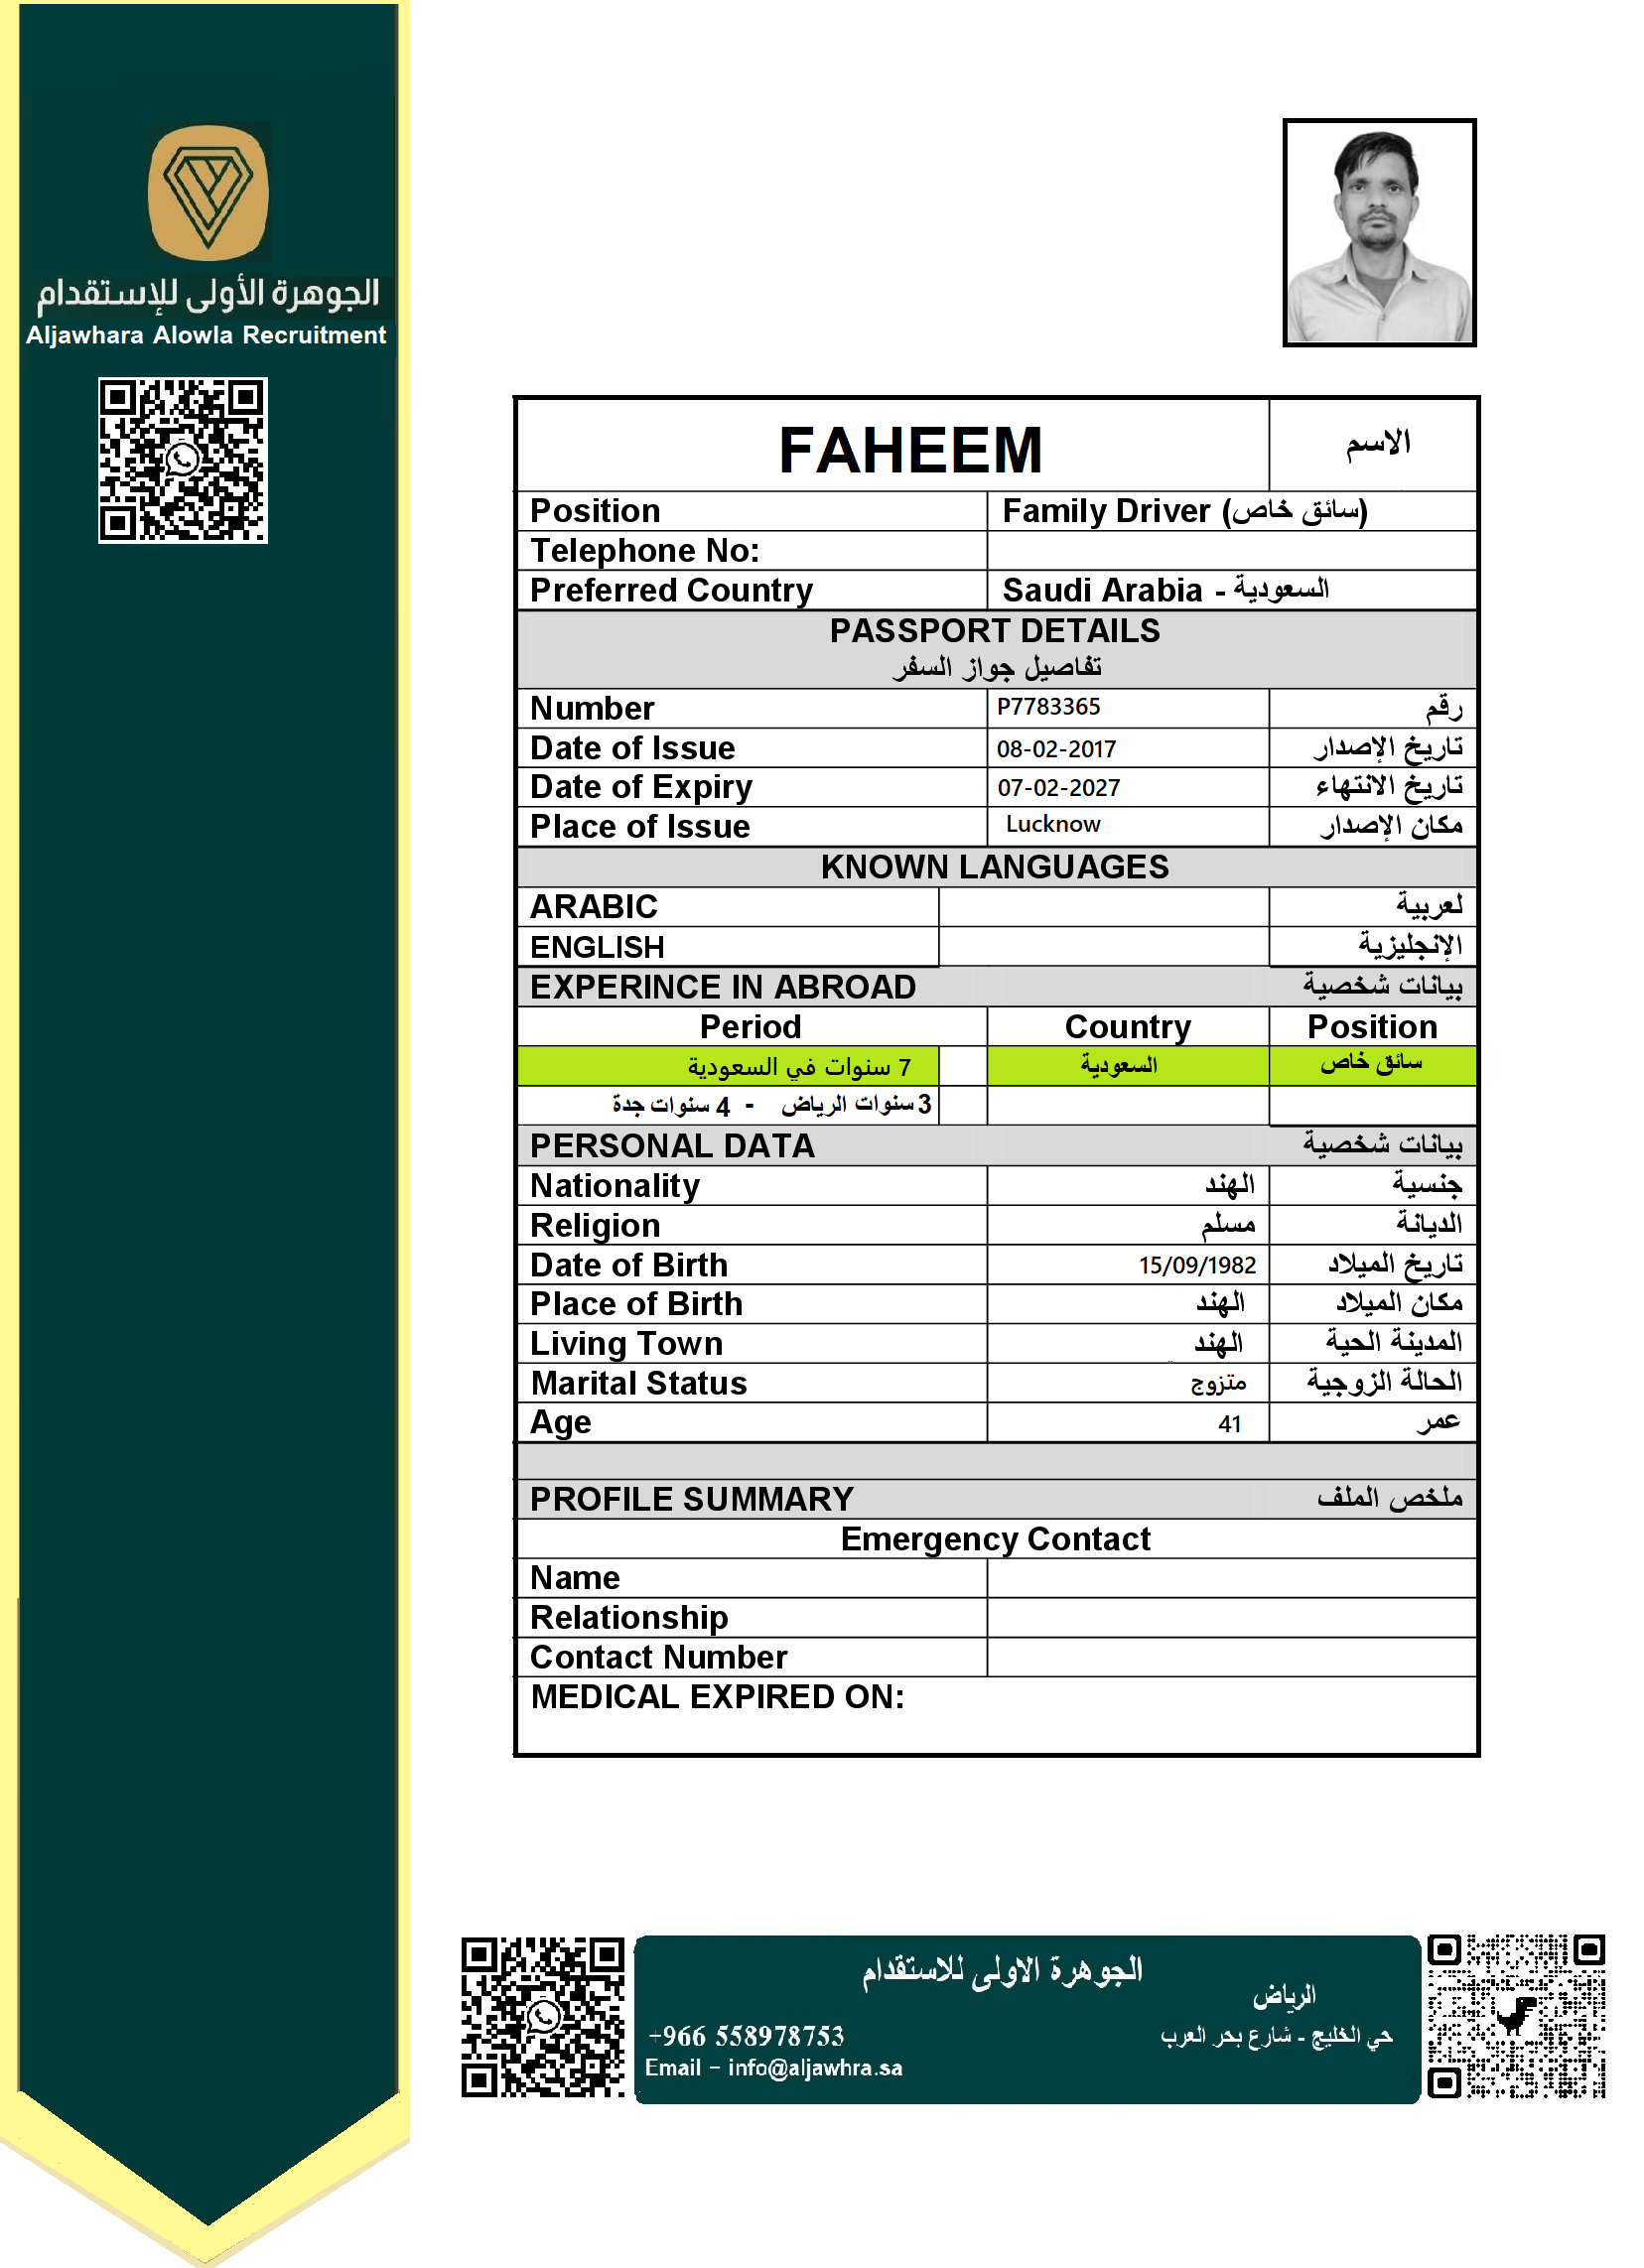 الجوهرة الأولى للإستقدام
Aljawhara Alowla Recruitment
FAHEEM الاسم
Position Family Driver (سائق خاص)
Telephone No:
Preferred Country Saudi Arabia - السعودية
PASSPORT DETAILS
تفاصيل جواز السفر
Number P7783365 رقم
Date of Issue 08-02-2017 تاريخ الإصدار
Date of Expiry 07-02-2027 تاريخ الانتهاء
Place of Issue Lucknow مكان الإصدار
KNOWN LANGUAGES
ARABIC لعربية
ENGLISH الإنجليزية
EXPERINCE IN ABROAD بيانات شخصية
Period Country Position
7 سنوات في السعودية السعودية سائق خاص
3 سنوات الرياض - 4 سنوات جدة
PERSONAL DATA بيانات شخصية
Nationality الهند جنسية
Religion مسلم الديانة
Date of Birth 15/09/1982 تاريخ الميلاد
Place of Birth الهند مكان الميلاد
Living Town الهند المدينة الحية
Marital Status متزوج الحالة الزوجية
Age 41 عمر
PROFILE SUMMARY ملخص الملف
Emergency Contact
Name
Relationship
Contact Number
MEDICAL EXPIRED ON:
الجوهرة الاولى للاستقدام
الرياض
+966 558978753 حي الخليج - شارع بحر العرب
Email - info@aljawhra.sa